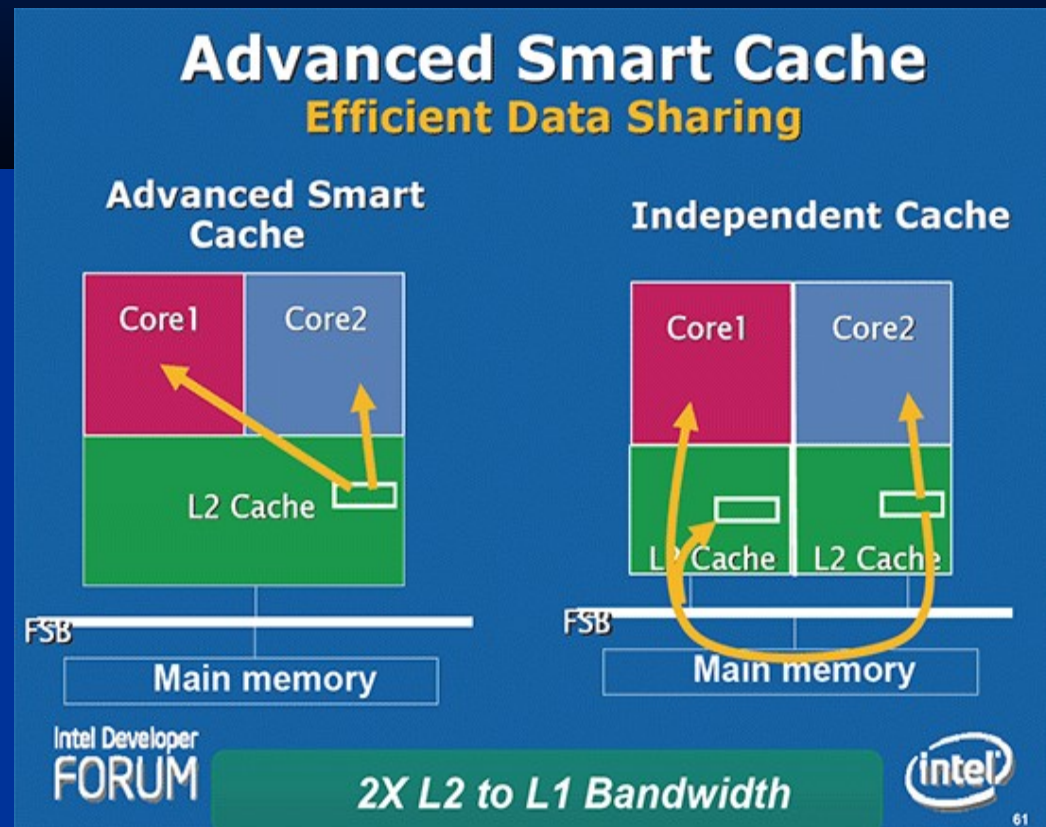 Advanced Smart Cache
Efficient Data Sharing
Advanced Smart
Cache
Core1
Core2
L2 Cache
FSB
Main memory
Independent Cache
Core1
Core2
L2 Cache
L2 Cache
FSB
Main memory
Intel Developer
FORUM
2X L2 to L1 Bandwidth
intel
61